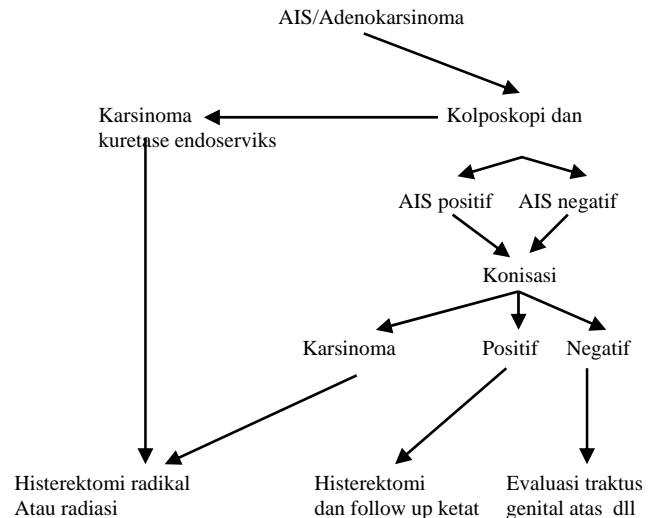 AIS/Adenokarsinoma
Karsinoma
kuretase endoserviks
Kolposkopi dan
AIS positif
AIS negatif
Konisasi
Karsinoma
Positif
Negatif
Histerektomi radikal
Atau radiasi
Histerektomi
dan follow up ketat
Evaluasi traktus
genital atas dll